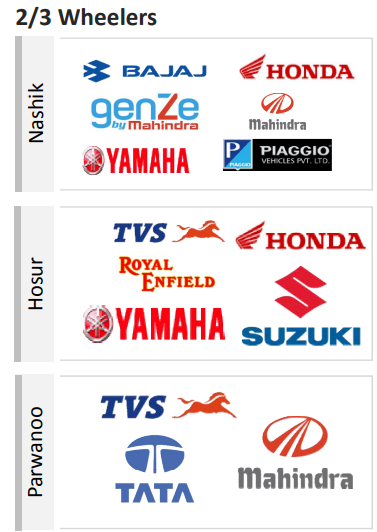 2/3 Wheelers
Nashik
BAJAJ
HONDA
genZe
by Mahindra
Mahindra
YAMAHA
P
PIAGGIO
PIAGGIO
VEHICLES PVT. LTD.
Hosur
TVS
HONDA
ROYAL
ENFIELD
YAMAHA
SUZUKI
Parwanoo
TVS
TATA
Mahindra